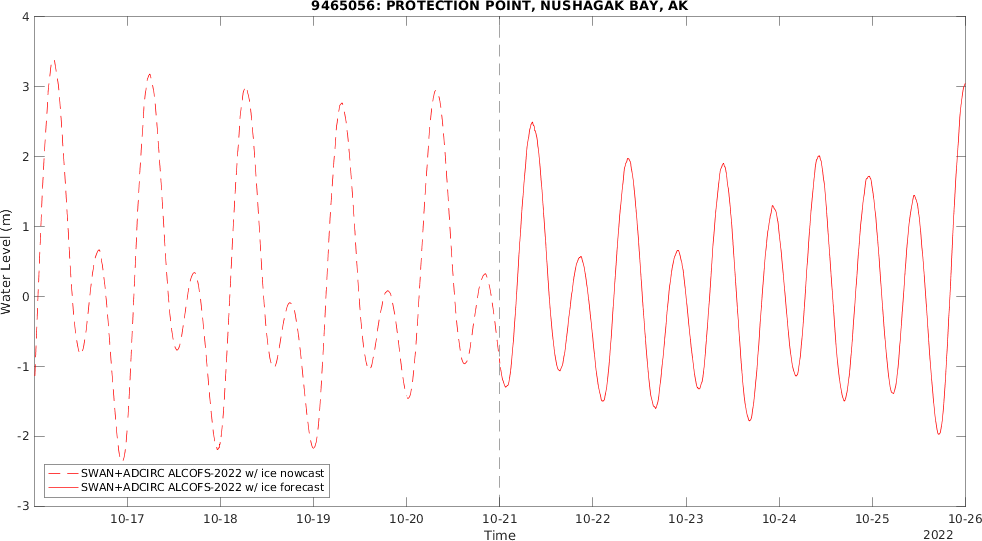 9465056: PROTECTION POINT, NUSHAGAK BAY, AK
4
3
2
1
0
-1
-2
-3
Water Level (m)
SWAN+ADCIRC ALCOFS-2022 w/ ice nowcast
SWAN+ADCIRC ALCOFS-2022 w/ ice forecast
10-17 10-18 10-19 10-20 10-21 10-22 10-23 10-24 10-25 10-26
Time
2022